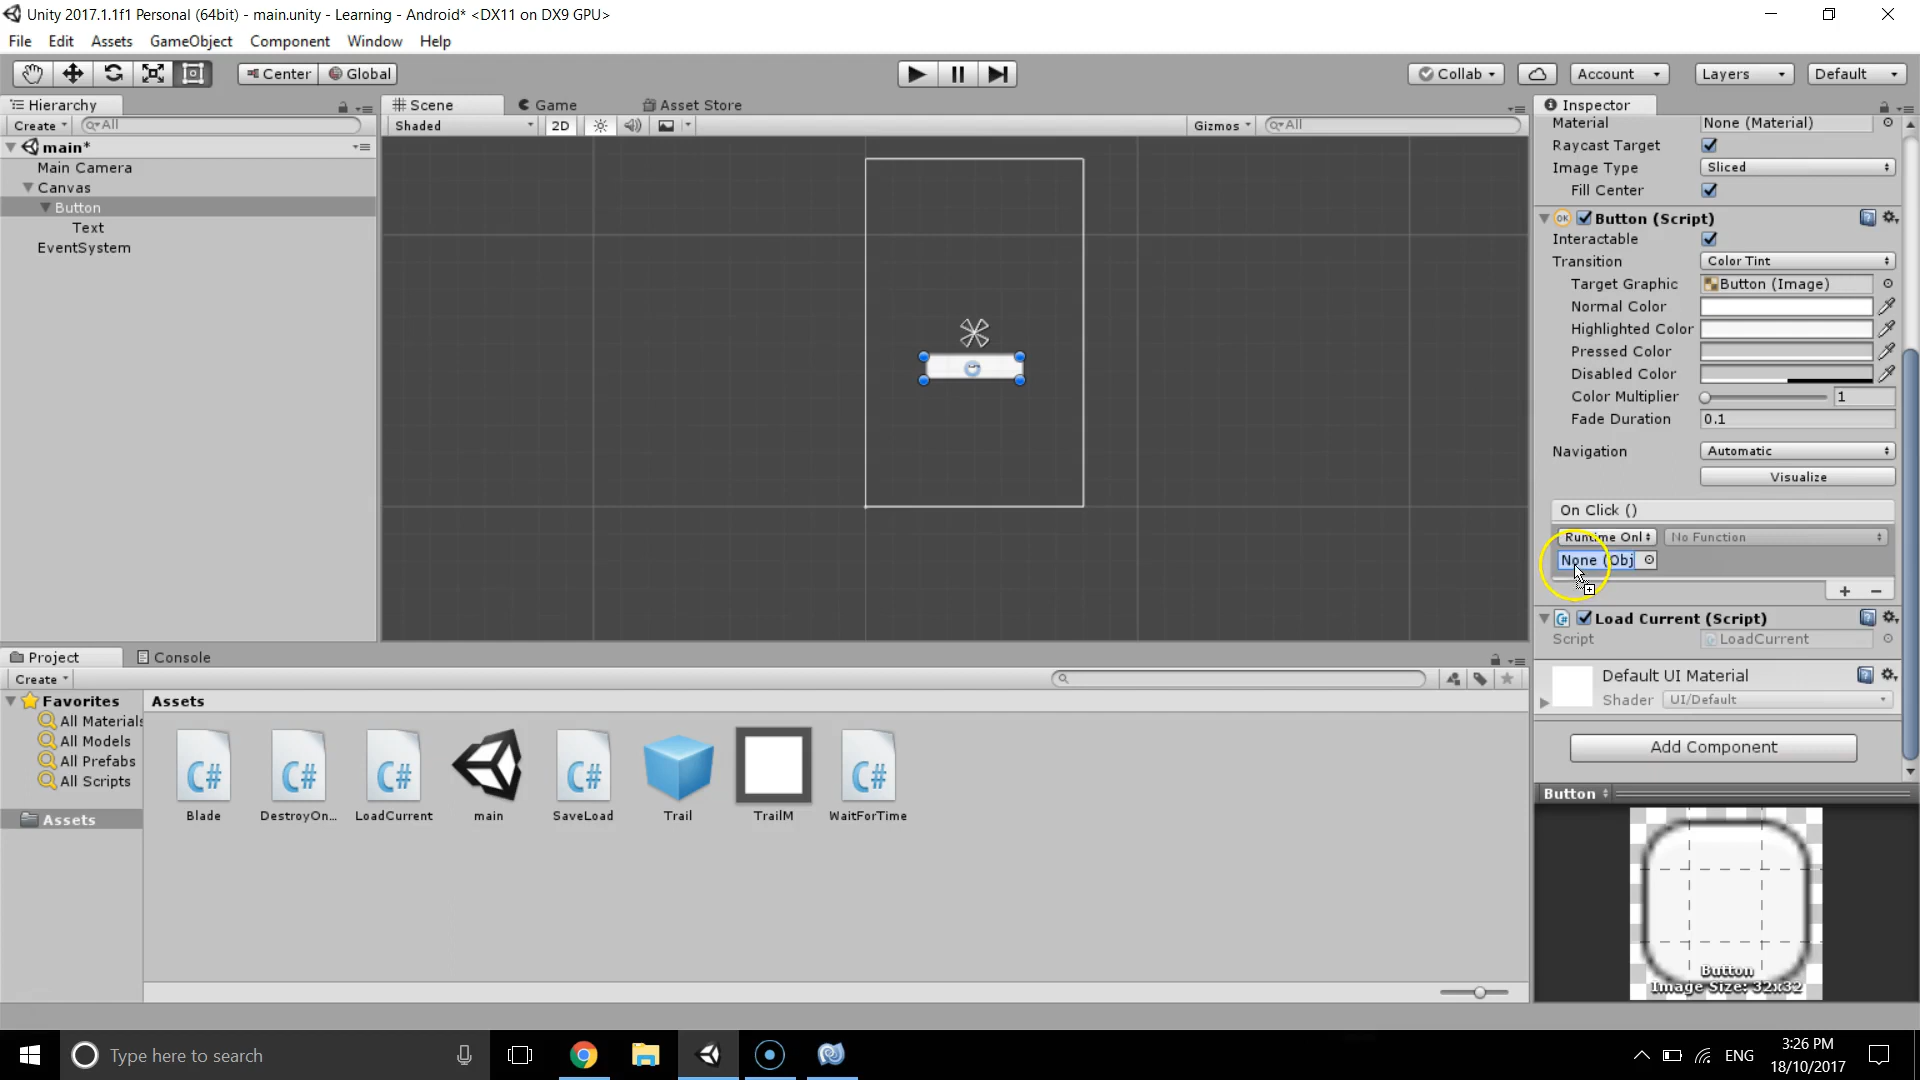 Unity 2017.1.1f1 Personal (64bit) - main.unity - Learning - Android* <DX11 on DX9 GPU>
File Edit Assets GameObject Component Window Help
Center Global Collab Account Layers Default
Hierarchy
Create All
main*
Main Camera
Canvas
Button
Text
EventSystem
Scene Game Asset Store
Shaded 2D Gizmos All
Inspector
Material None (Material)
Raycast Target
Image Type Sliced
Fill Center
OK Button (Script)
Interactable
Transition Color Tint
Target Graphic Button (Image)
Normal Color
Highlighted Color
Pressed Color
Disabled Color
Color Multiplier 1
Fade Duration 0.1
Navigation Automatic
Visualize
On Click ()
Runtime Onl No Function
None (Obj
C# Load Current (Script)
Script LoadCurrent
Default UI Material
Shader UI/Default
Add Component
Button
Button
Image Size: 32x32
Project Console
Create
Favorites
All Materials
All Models
All Prefabs
All Scripts
Assets
Assets
C# C# C# C# C#
Blade DestroyOn... LoadCurrent main SaveLoad Trail TrailM WaitForTime
Type here to search
ENG
3:26 PM
18/10/2017